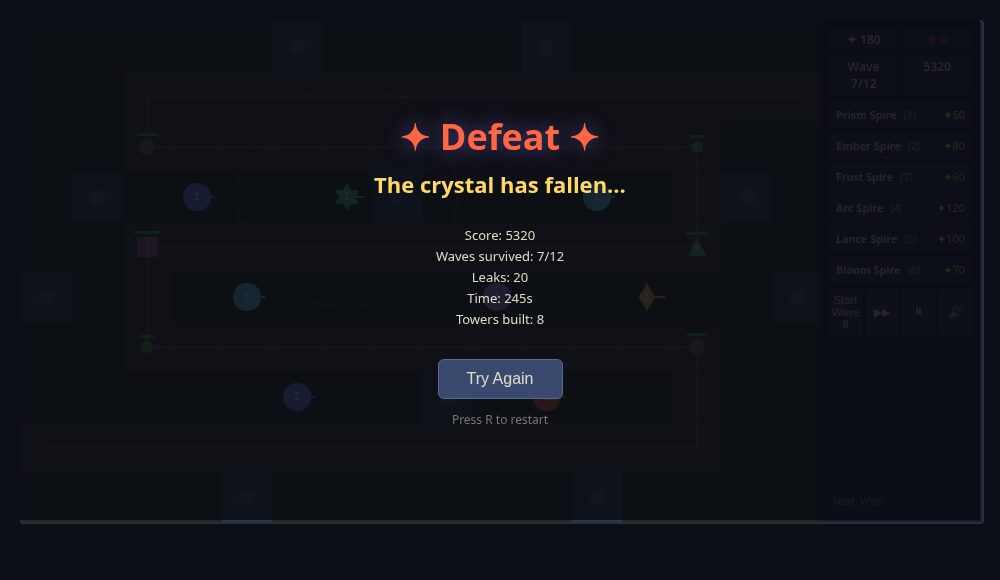 ✦ 180
♦ 0
Wave
7/12
5320
Prism Spire [1] ✦50
Ember Spire [2] ✦80
Frost Spire [3] ✦60
Arc Spire [4] ✦120
Lance Spire [5] ✦100
Bloom Spire [6] ✦70
Start
Wave
8
Next: Wisp
✦ Defeat ✦
The crystal has fallen...
Score: 5320
Waves survived: 7/12
Leaks: 20
Time: 245s
Towers built: 8
Try Again
Press R to restart
1
1
1